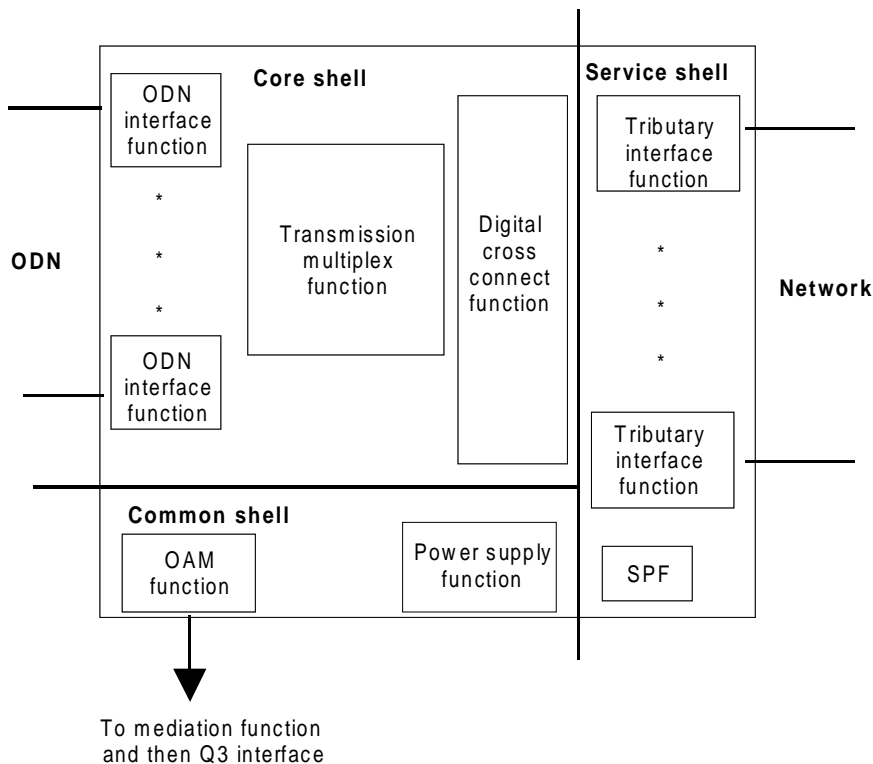 Core shell
Service shell
ODN
interface
function
Tributary
interface
function
*
*
*
Transmission
multiplex
function
Digital
cross
connect
function
*
*
*
ODN
Network
ODN
interface
function
Tributary
interface
function
Common shell
OAM
function
Power supply
function
SPF
To mediation function
and then Q3 interface